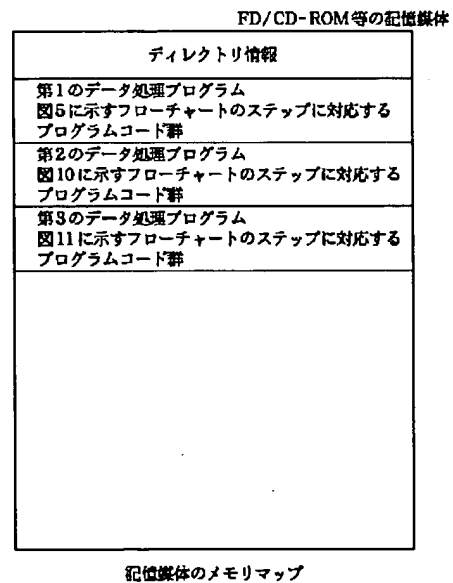 FD/CD-ROM等の記憶媒体
ディレクトリ情報
第1のデータ処理プログラム
図5に示すフローチャートのステップに対応する
プログラムコード群
第2のデータ処理プログラム
図10に示すフローチャートのステップに対応する
プログラムコード群
第3のデータ処理プログラム
図11に示すフローチャートのステップに対応する
プログラムコード群
記憶媒体のメモリマップ